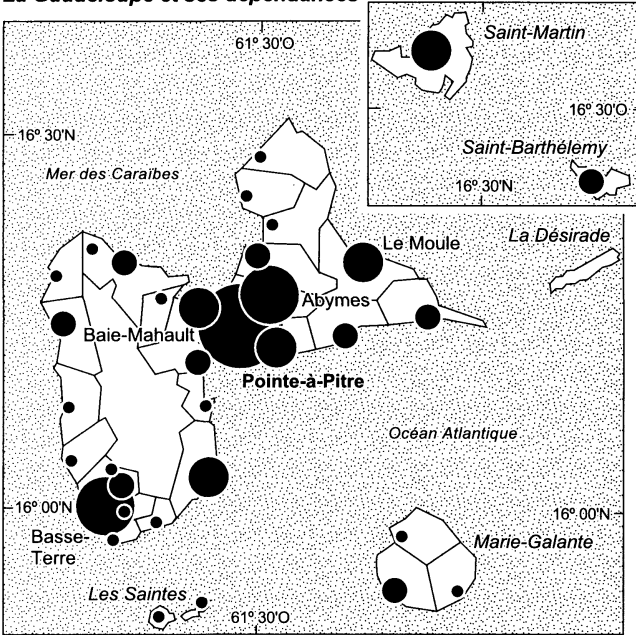 La Guadeloupe et ses dépendances
61° 30'O
Saint-Martin
16° 30'O
16° 30'N
Saint-Barthélemy
Mer des Caraïbes
16° 30'N
La Désirade
Le Moule
Abymes
Baie-Mahault
Pointe-à-Pitre
Océan Atlantique
16° 00'N
16° 00'N
Basse-
Terre
Marie-Galante
Les Saintes
61° 30'O